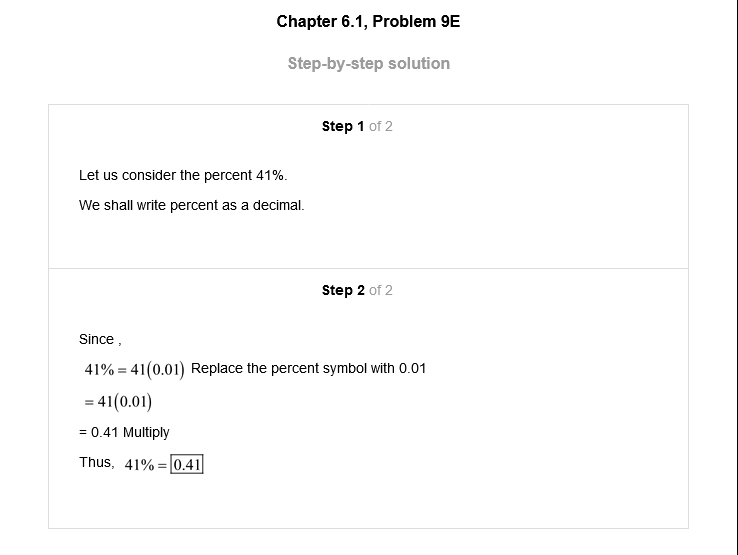 Chapter 6.1, Problem 9E
Step-by-step solution
Step 1 of 2
Let us consider the percent 41%.
We shall write percent as a decimal.
Step 2 of 2
Since ,
41% = 41(0.01) Replace the percent symbol with 0.01
= 41(0.01)
= 0.41 Multiply
Thus, 41% = 0.41